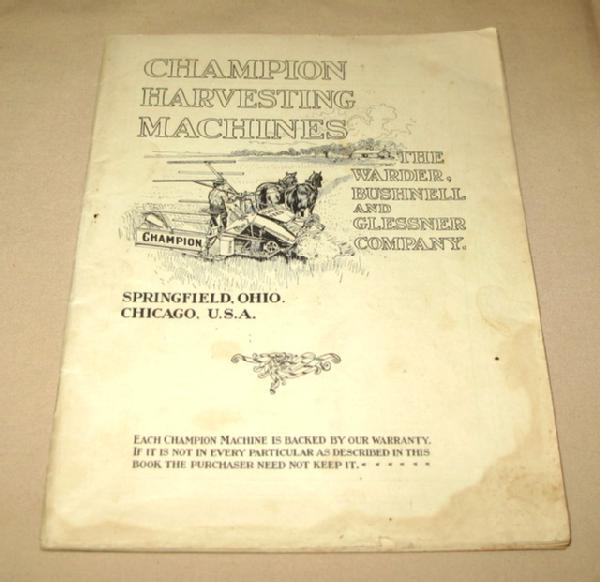 CHAMPION
HARVESTING
MACHINES
THE
WARDER,
BUSHNELL
AND
GLESSNER
COMPANY.
CHAMPION
SPRINGFIELD, OHIO.
CHICAGO, U.S.A.
EACH CHAMPION MACHINE IS BACKED BY OUR WARRANTY.
IF IT IS NOT IN EVERY PARTICULAR AS DESCRIBED IN THIS
BOOK THE PURCHASER NEED NOT KEEP IT.